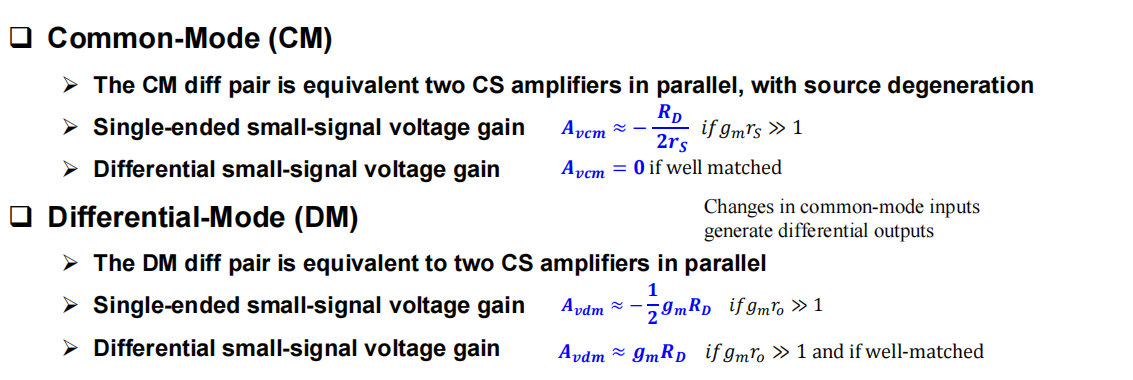 ❑ Common-Mode (CM)
➢ The CM diff pair is equivalent two CS amplifiers in parallel, with source degeneration
➢ Single-ended small-signal voltage gain A_vcm ≈ − R_D / 2r_S if g_m r_S ≫ 1
➢ Differential small-signal voltage gain A_vcm = 0 if well matched
❑ Differential-Mode (DM)
Changes in common-mode inputs
generate differential outputs
➢ The DM diff pair is equivalent to two CS amplifiers in parallel
➢ Single-ended small-signal voltage gain A_vdm ≈ − 1/2 g_m R_D if g_m r_o ≫ 1
➢ Differential small-signal voltage gain A_vdm ≈ g_m R_D if g_m r_o ≫ 1 and if well-matched